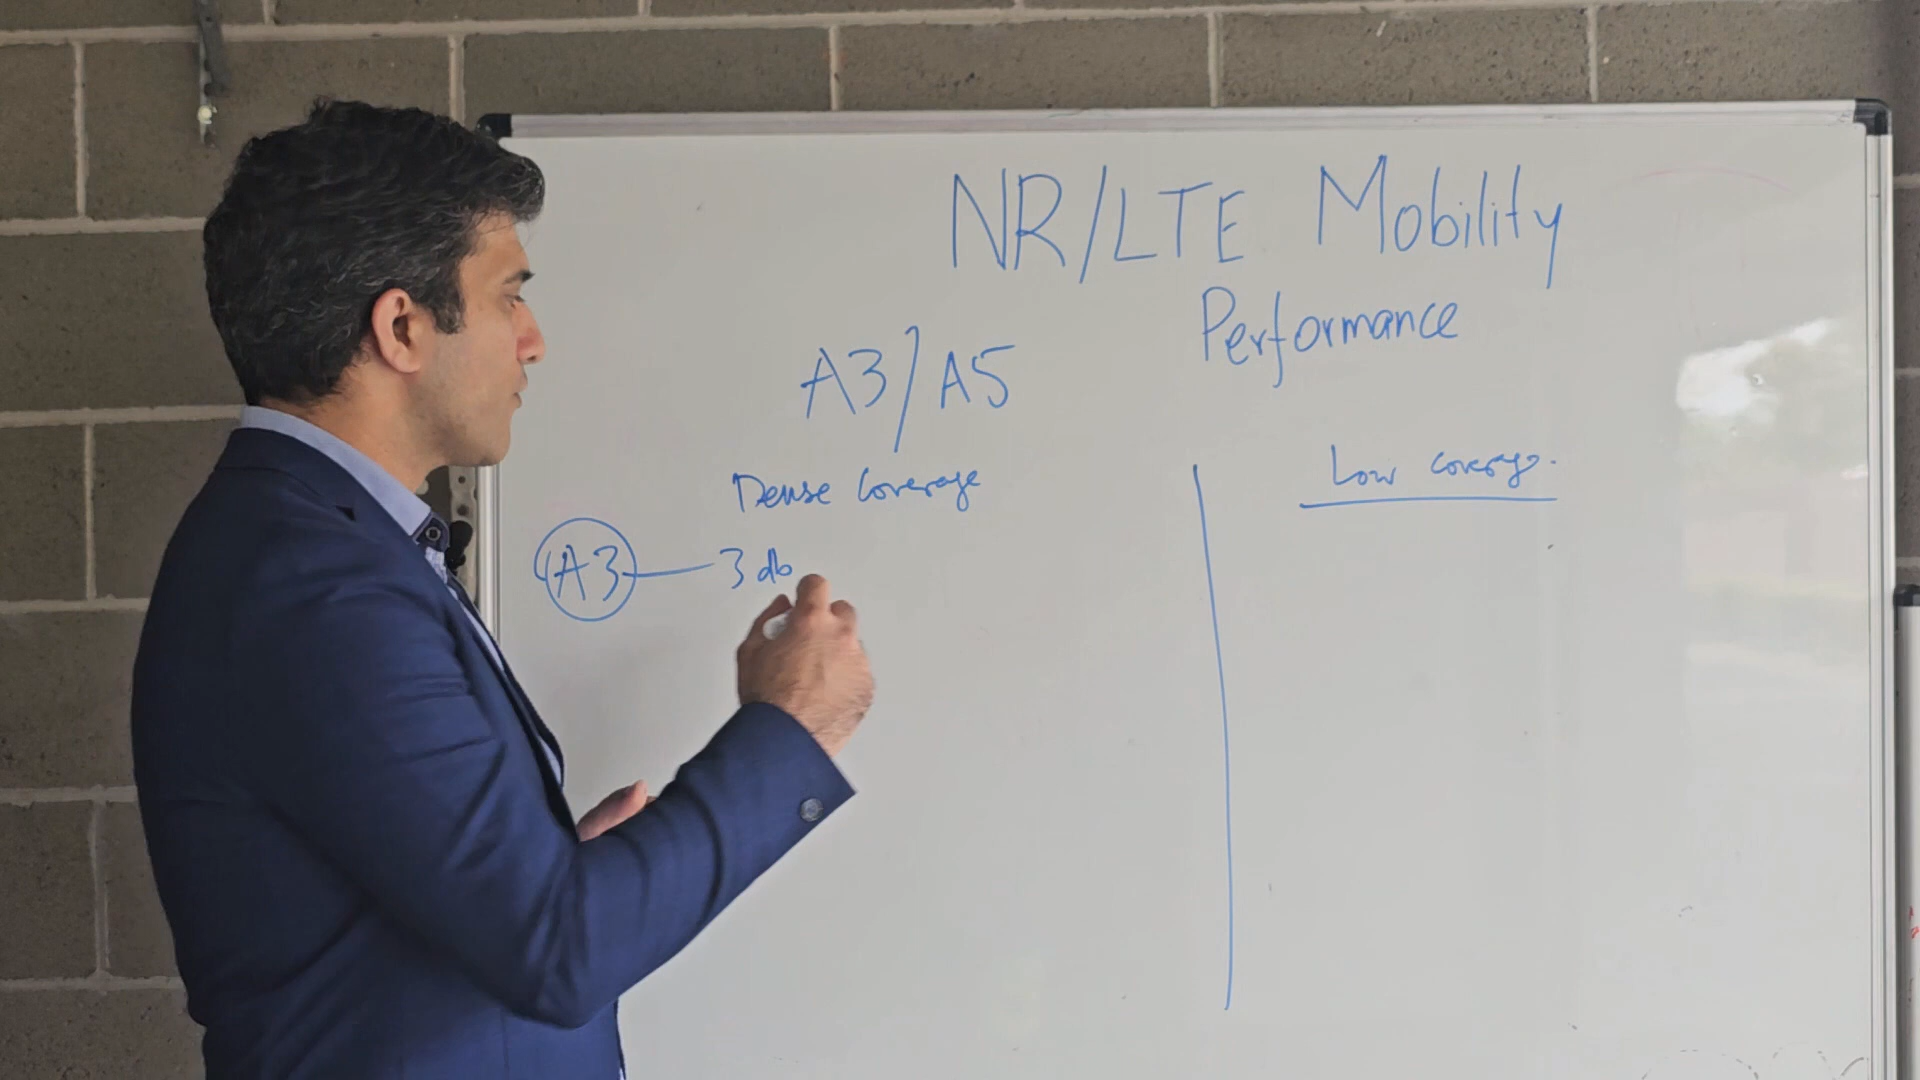 NR/LTE Mobility
Performance
A3/A5
Dense Coverage
Low coverage.
A3 — 3 db